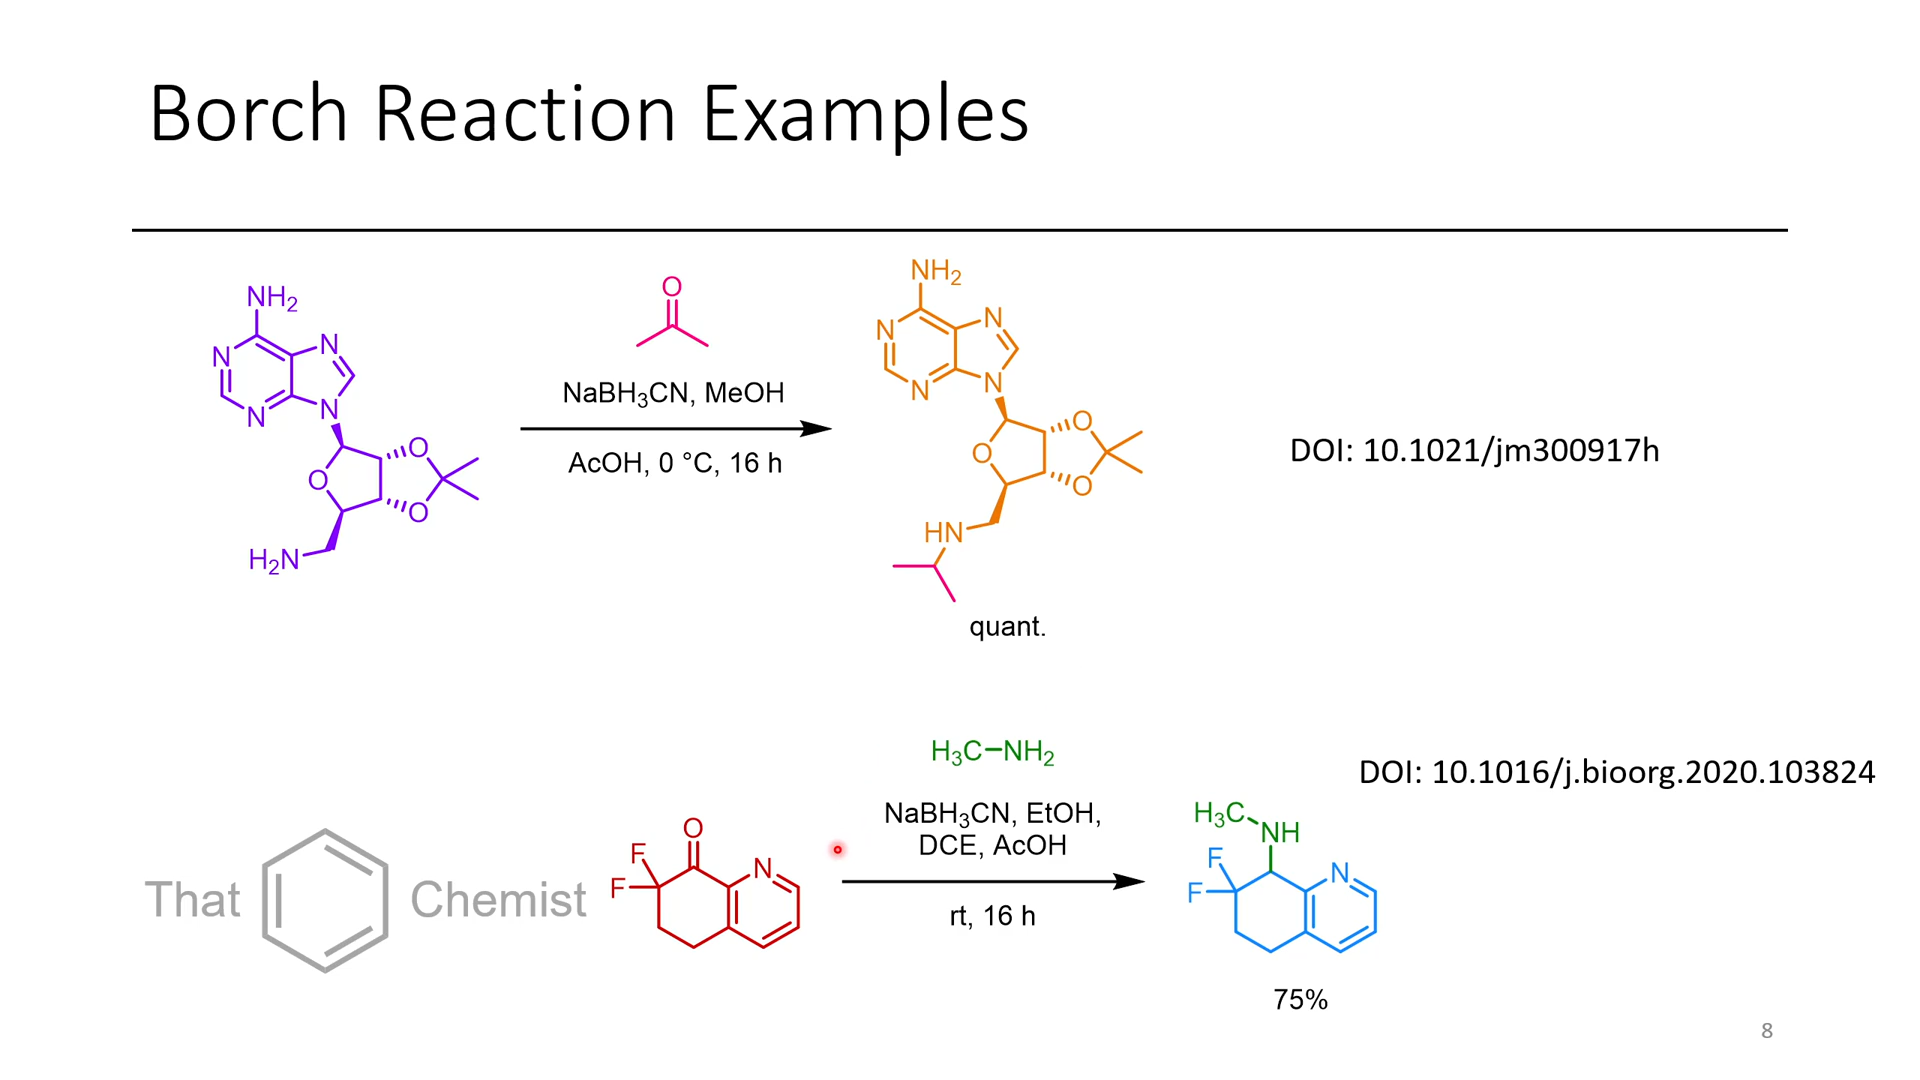 Borch Reaction Examples
NH₂
N
N
N
N
O
O
O
H₂N
O
NaBH₃CN, MeOH
AcOH, 0 °C, 16 h
NH₂
N
N
N
N
O
O
O
HN
quant.
DOI: 10.1021/jm300917h
H₃C–NH₂
NaBH₃CN, EtOH,
DCE, AcOH
rt, 16 h
O
F
F
N
DOI: 10.1016/j.bioorg.2020.103824
H₃C
NH
F
F
N
75%
That Chemist
8